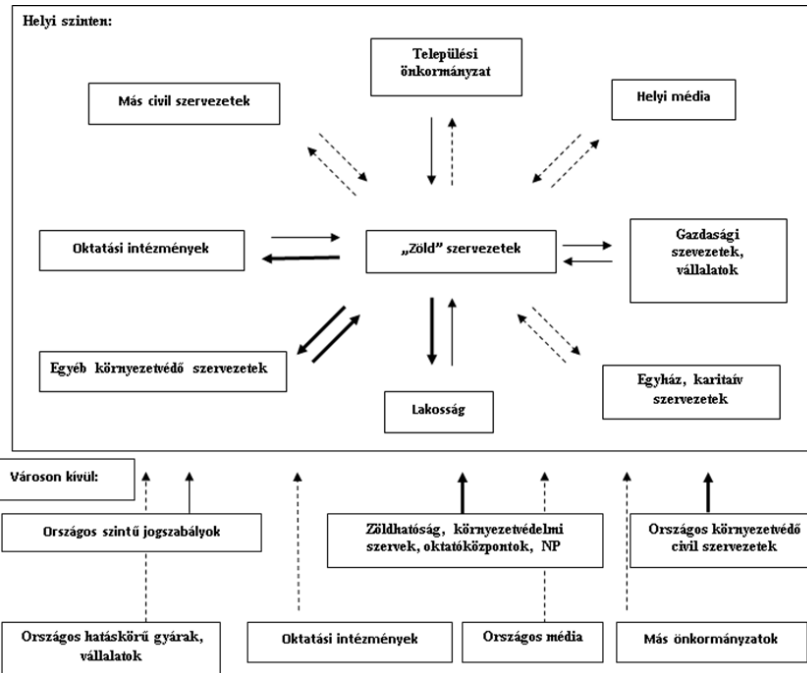 Helyi szinten:
Települési
önkormányzat
Más civil szervezetek
Helyi média
Oktatási intézmények
„Zöld” szervezetek
Gazdasági
szevezetek,
vállalatok
Egyéb környezetvédő szervezetek
Lakosság
Egyház, karitaív
szervezetek
Városon kívül:
Országos szintű jogszabályok
Zöldhatóság, környezetvédelmi
szervek, oktatóközpontok, NP
Országos környezetvédő
civil szervezetek
Országos hatáskörű gyárak,
vállalatok
Oktatási intézmények
Országos média
Más önkormányzatok